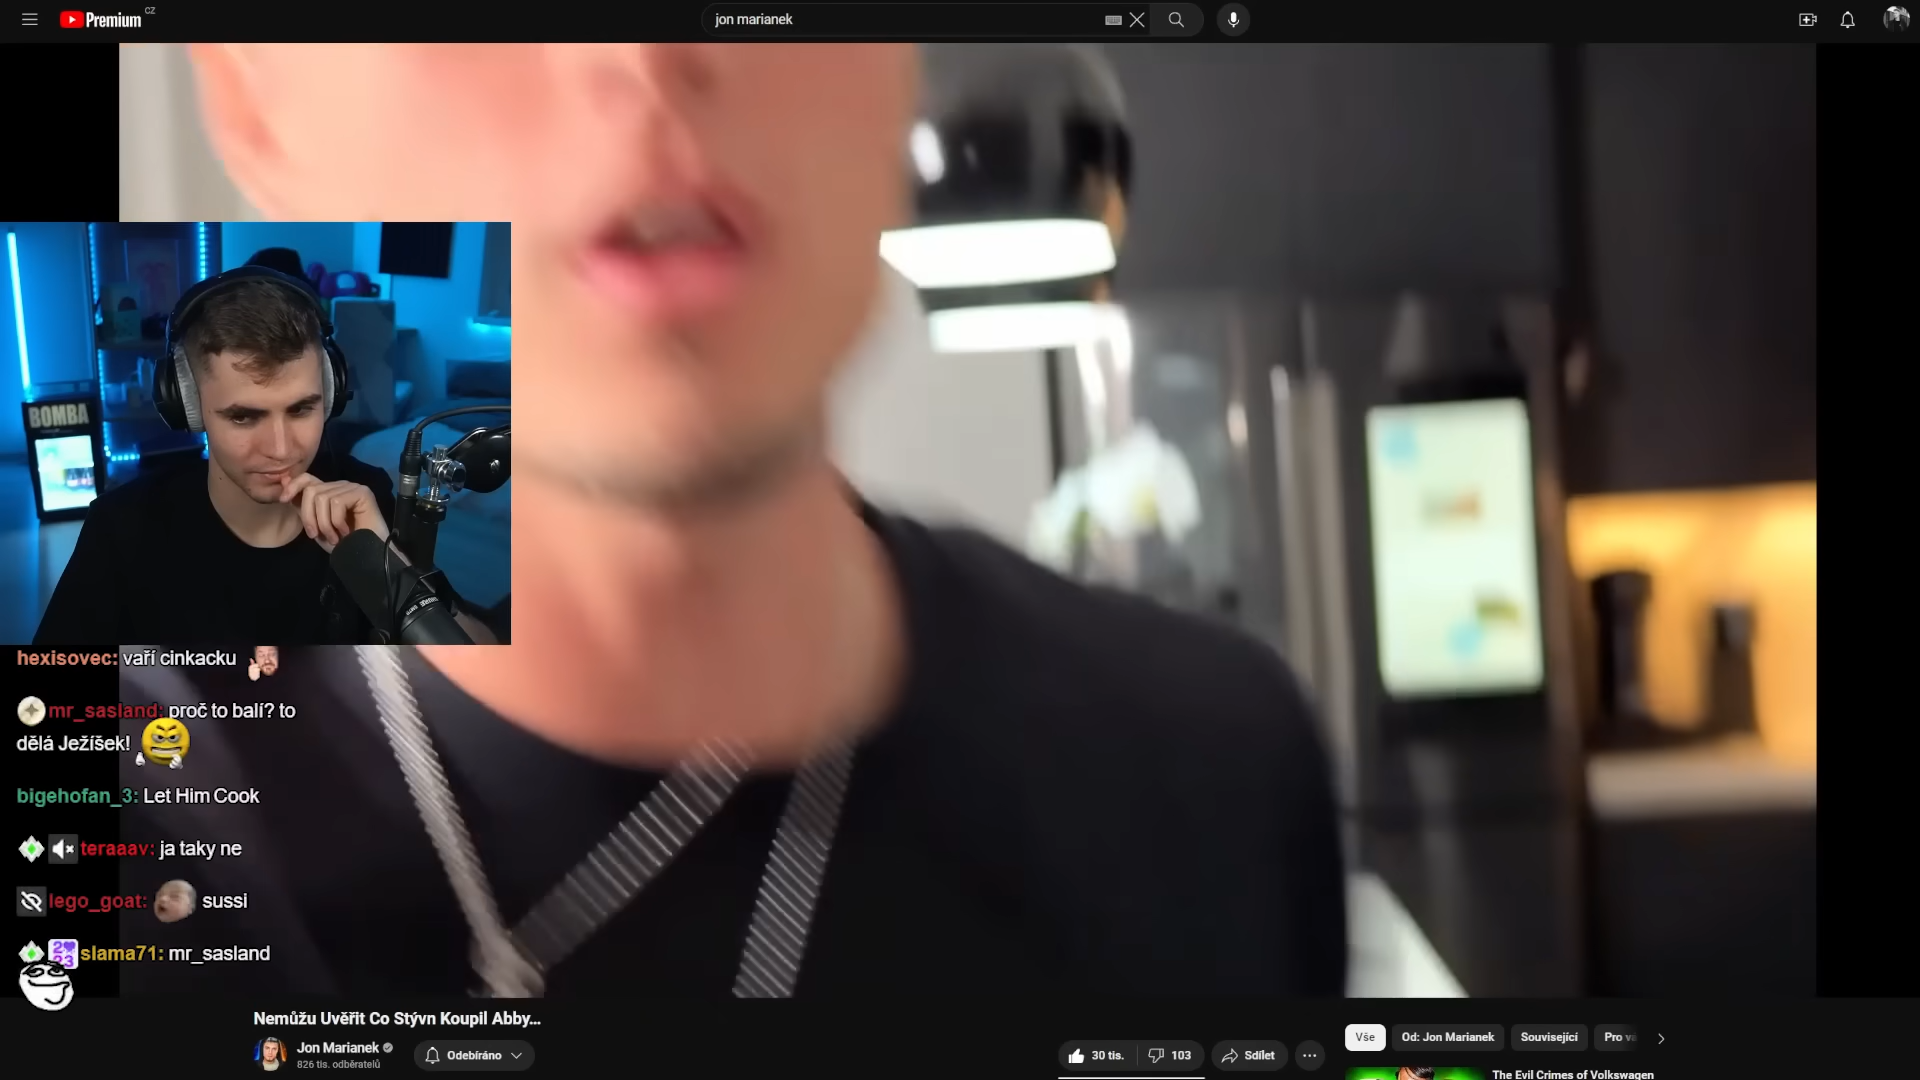 Premium CZ
jon marianek
BOMBA
hexisovec: vaří cinkacku
mr_sasland: proč to balí? to
dělá Ježíšek!
bigehofan_3: Let Him Cook
teraaav: ja taky ne
lego_goat: sussi
slama71: mr_sasland
Nemůžu Uvěřit Co Stývn Koupil Abby...
Jon Marianek
826 tis. odběratelů
Odebíráno
30 tis.
103
Sdílet
Vše
Od: Jon Marianek
Související
Pro
The Evil Crimes of Volkswagen